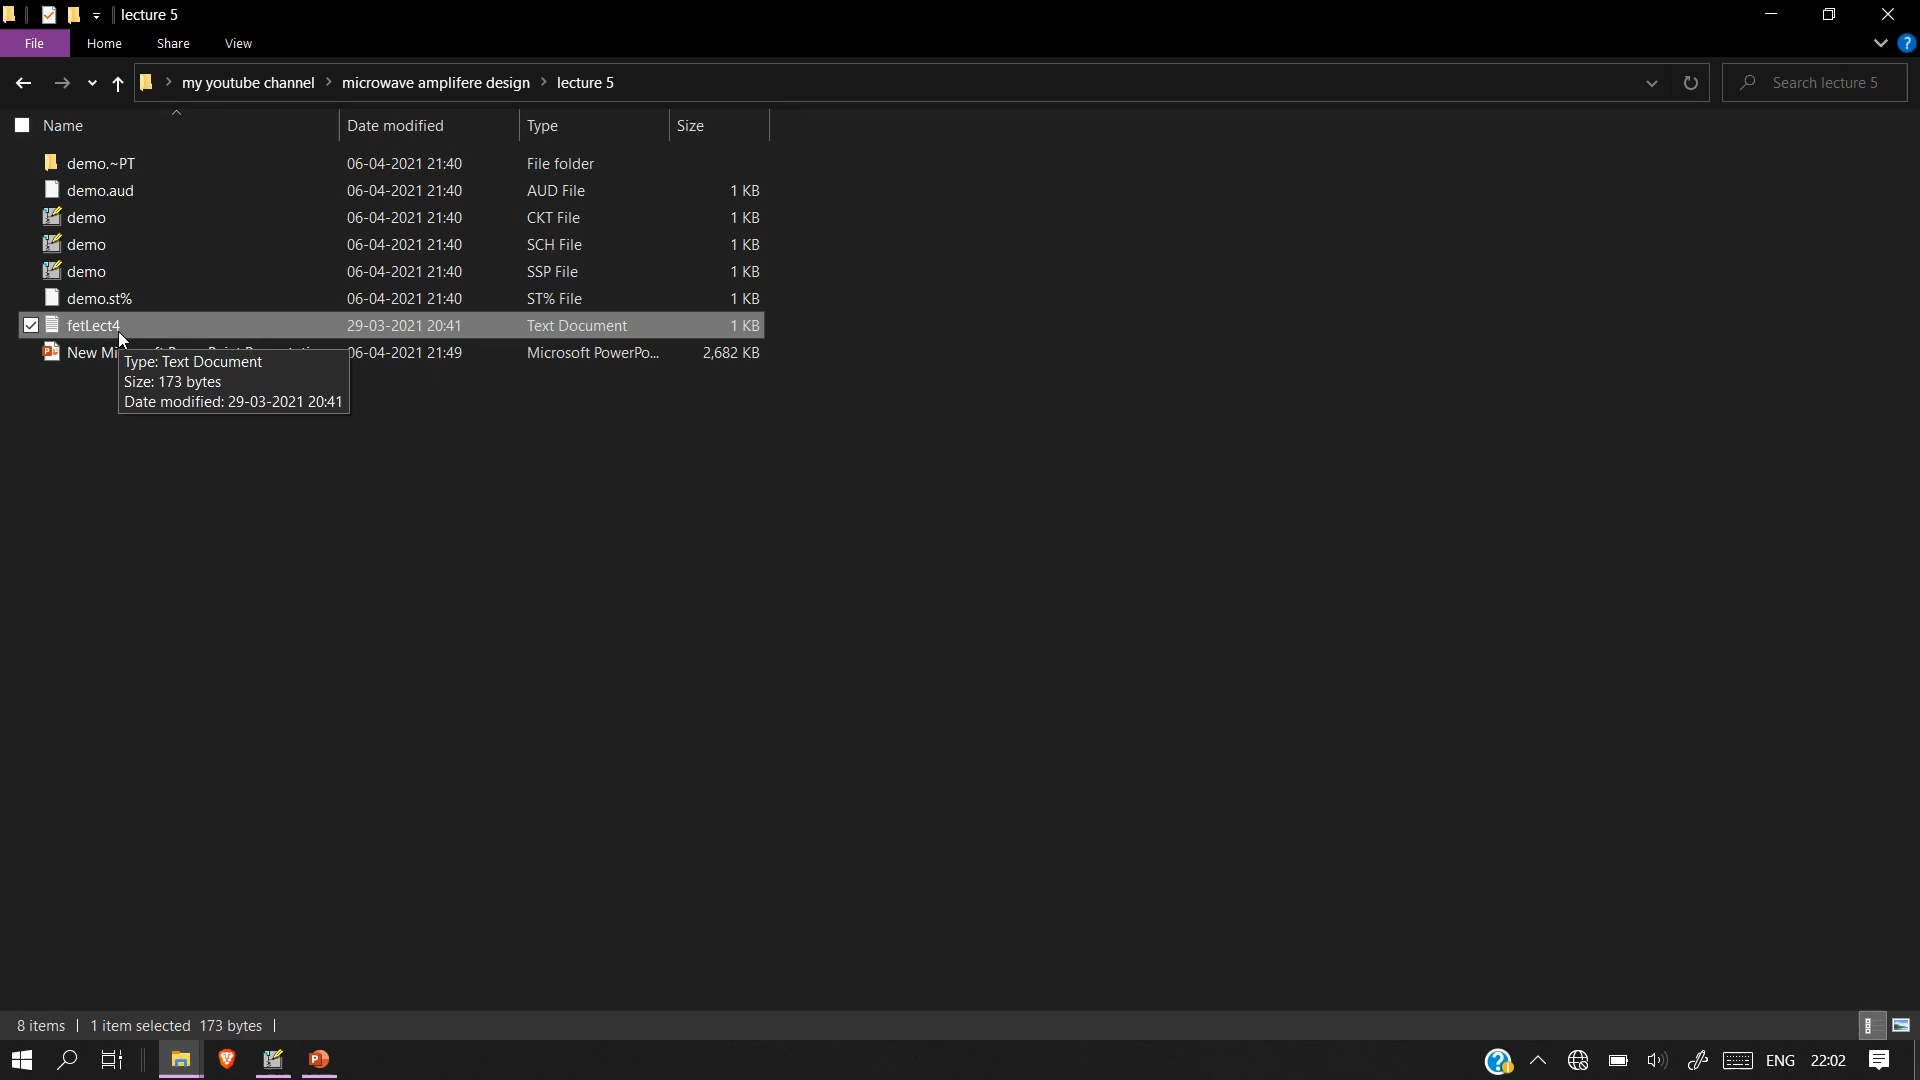 lecture 5
File Home Share View
my youtube channel > microwave amplifere design > lecture 5
Search lecture 5
Name Date modified Type Size
demo.~PT 06-04-2021 21:40 File folder
demo.aud 06-04-2021 21:40 AUD File 1 KB
demo 06-04-2021 21:40 CKT File 1 KB
demo 06-04-2021 21:40 SCH File 1 KB
demo 06-04-2021 21:40 SSP File 1 KB
demo.st% 06-04-2021 21:40 ST% File 1 KB
fetLect4 29-03-2021 20:41 Text Document 1 KB
New 06-04-2021 21:49 Microsoft PowerPo... 2,682 KB
Type: Text Document
Size: 173 bytes
Date modified: 29-03-2021 20:41
8 items 1 item selected 173 bytes
ENG 22:02